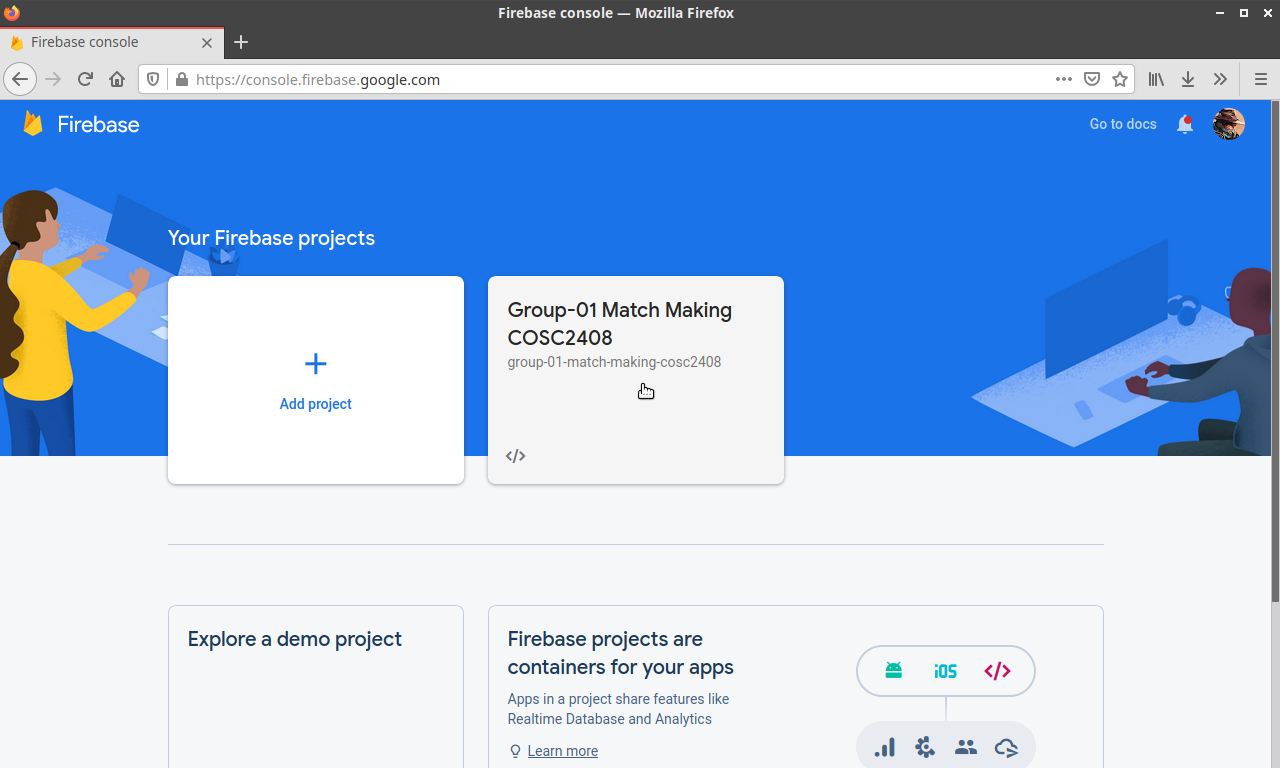 Firebase console — Mozilla Firefox
Firebase console
https://console.firebase.google.com
Firebase
Go to docs
Your Firebase projects
Add project
Group-01 Match Making
COSC2408
group-01-match-making-cosc2408
Explore a demo project
Firebase projects are
containers for your apps
Apps in a project share features like
Realtime Database and Analytics
Learn more
iOS